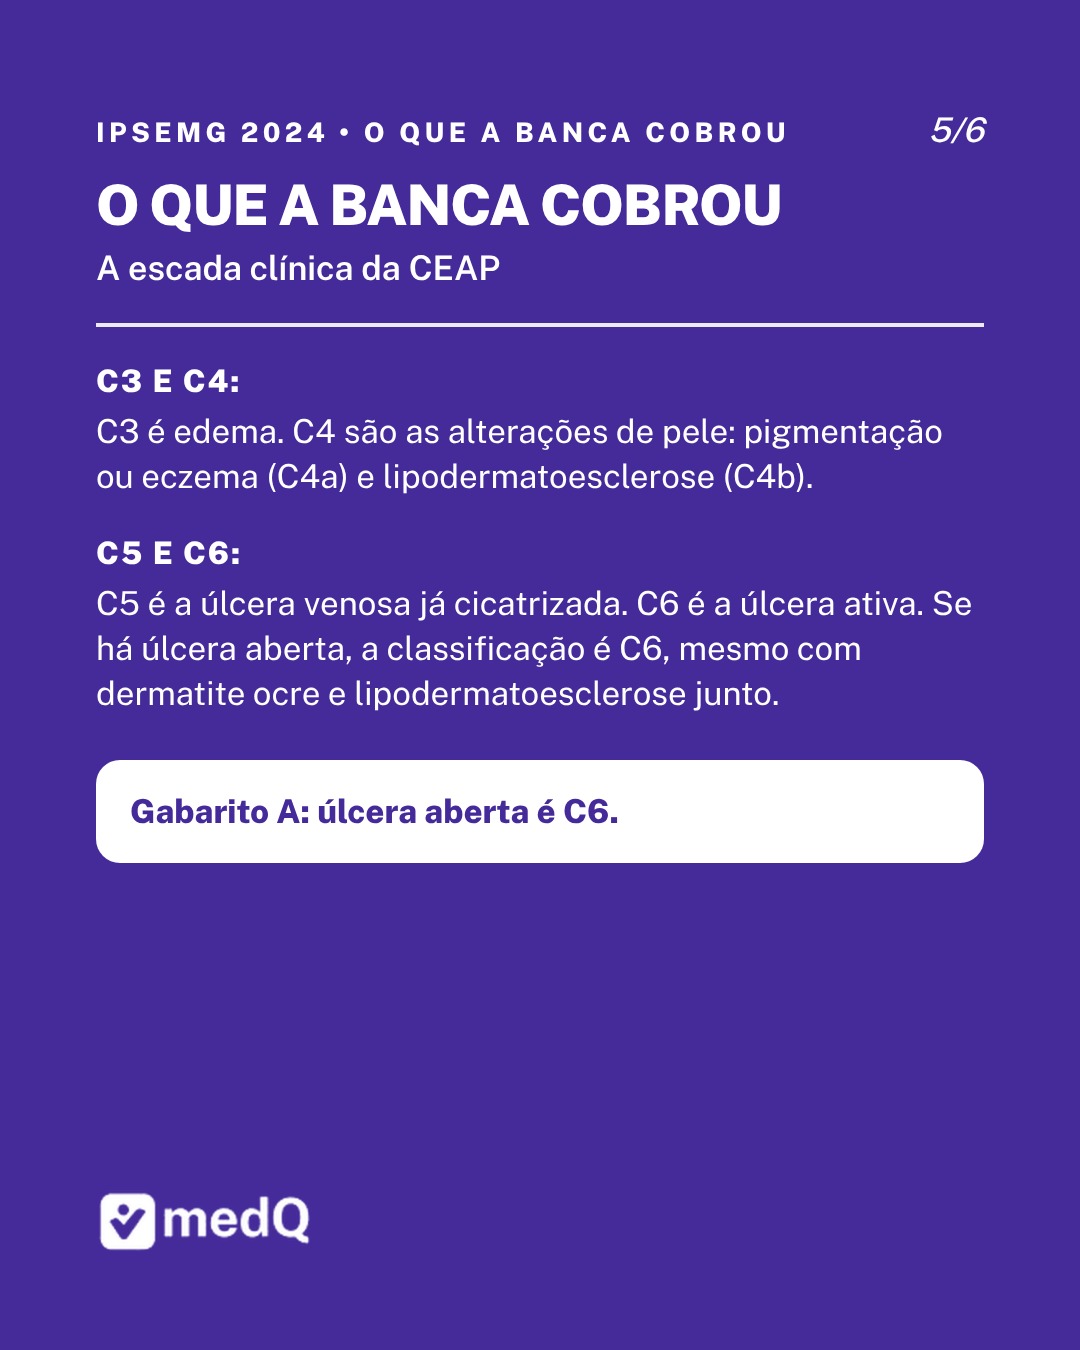 IPSEMG 2024 • O QUE A BANCA COBROU
5/6
O QUE A BANCA COBROU
A escada clínica da CEAP
C3 E C4:
C3 é edema. C4 são as alterações de pele: pigmentação
ou eczema (C4a) e lipodermatoesclerose (C4b).
C5 E C6:
C5 é a úlcera venosa já cicatrizada. C6 é a úlcera ativa. Se
há úlcera aberta, a classificação é C6, mesmo com
dermatite ocre e lipodermatoesclerose junto.
Gabarito A: úlcera aberta é C6.
medQ